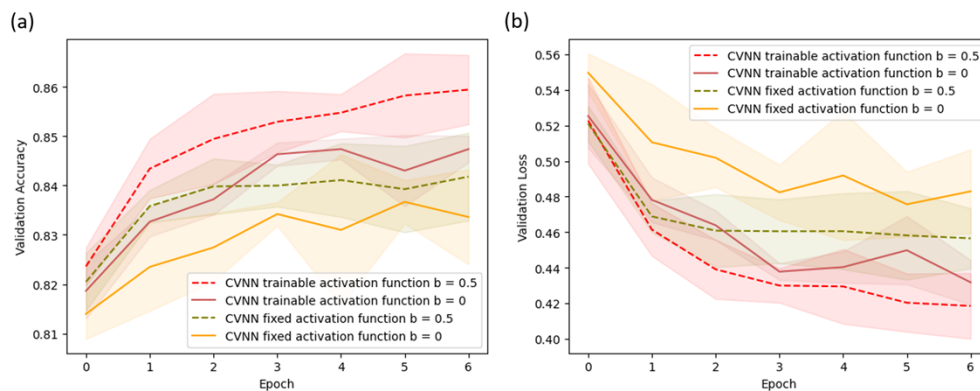 (a)
Validation Accuracy
0.86
0.85
0.84
0.83
0.82
0.81
CVNN trainable activation function b = 0.5
CVNN trainable activation function b = 0
CVNN fixed activation function b = 0.5
CVNN fixed activation function b = 0
0 1 2 3 4 5 6
Epoch
(b)
Validation Loss
0.56
0.54
0.52
0.50
0.48
0.46
0.44
0.42
0.40
CVNN trainable activation function b = 0.5
CVNN trainable activation function b = 0
CVNN fixed activation function b = 0.5
CVNN fixed activation function b = 0
0 1 2 3 4 5 6
Epoch